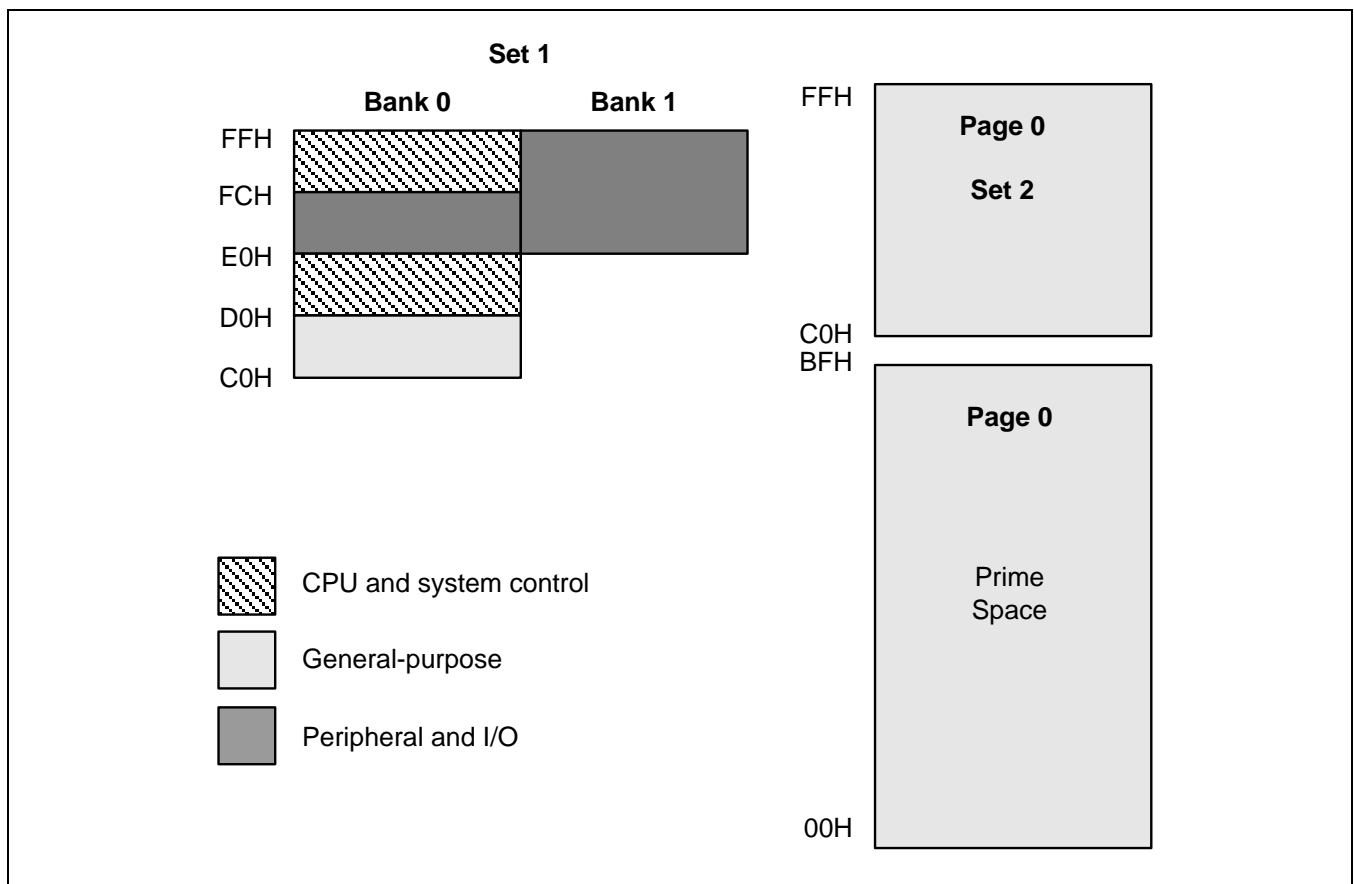 Set 1
Bank 0 Bank 1
FFH
FCH
E0H
D0H
C0H
FFH
Page 0
Set 2
C0H
BFH
Page 0
Prime
Space
00H
CPU and system control
General-purpose
Peripheral and I/O